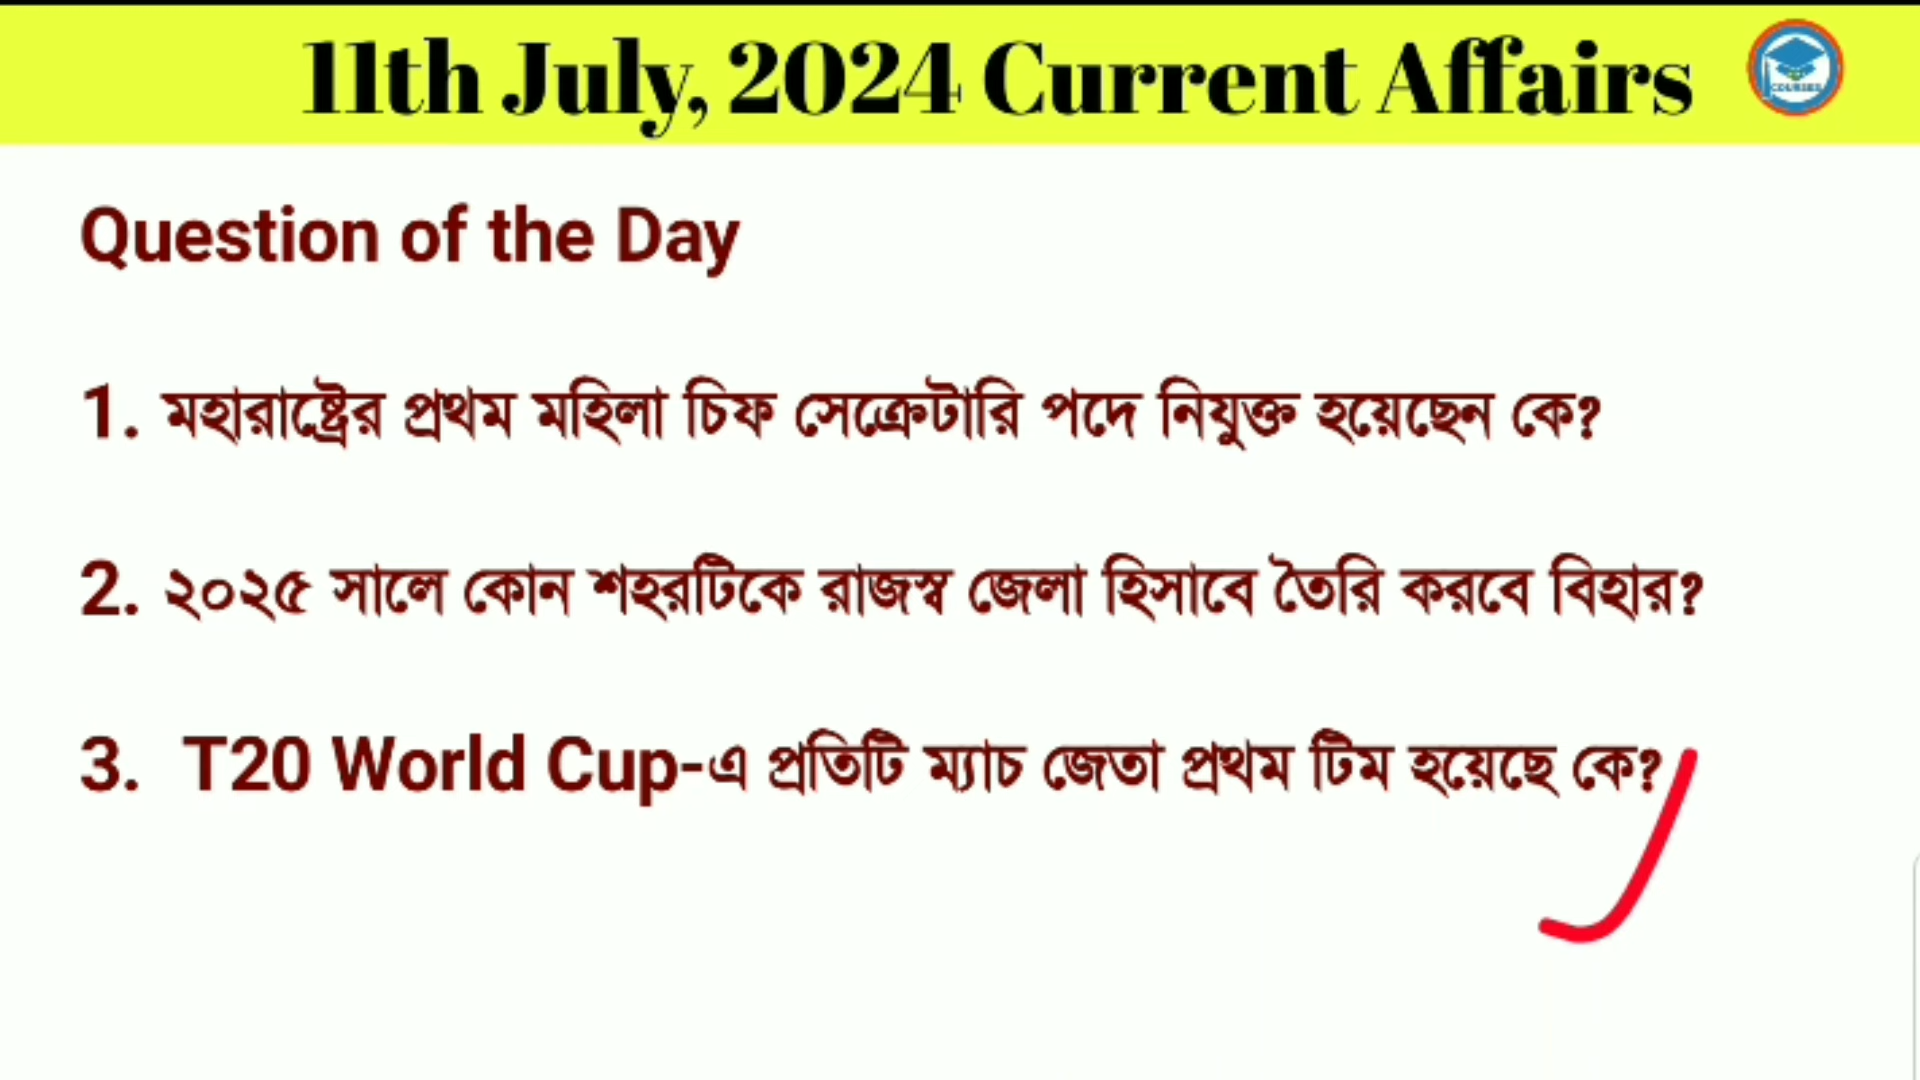 11th July, 2024 Current Affairs
COURSES
Question of the Day
1. মহারাষ্ট্রের প্রথম মহিলা চিফ সেক্রেটারি পদে নিযুক্ত হয়েছেন কে?
2. ২০২৫ সালে কোন শহরটিকে রাজস্ব জেলা হিসাবে তৈরি করবে বিহার?
3. T20 World Cup-এ প্রতিটি ম্যাচ জেতা প্রথম টিম হয়েছে কে?